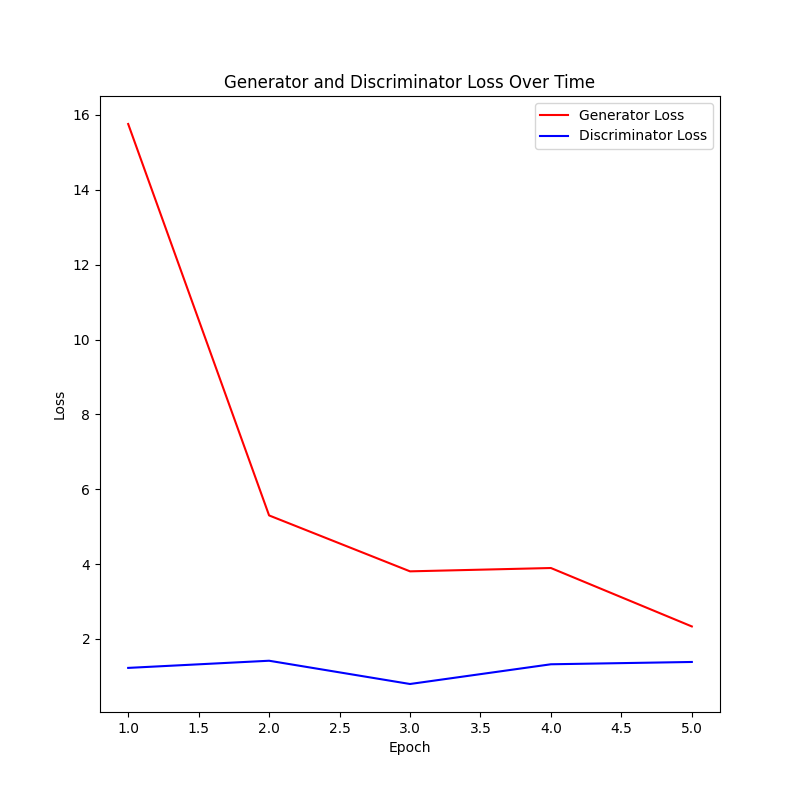 Generator and Discriminator Loss Over Time
Generator Loss
Discriminator Loss
16
14
12
10
8
6
4
2
Loss
1.0 1.5 2.0 2.5 3.0 3.5 4.0 4.5 5.0
Epoch